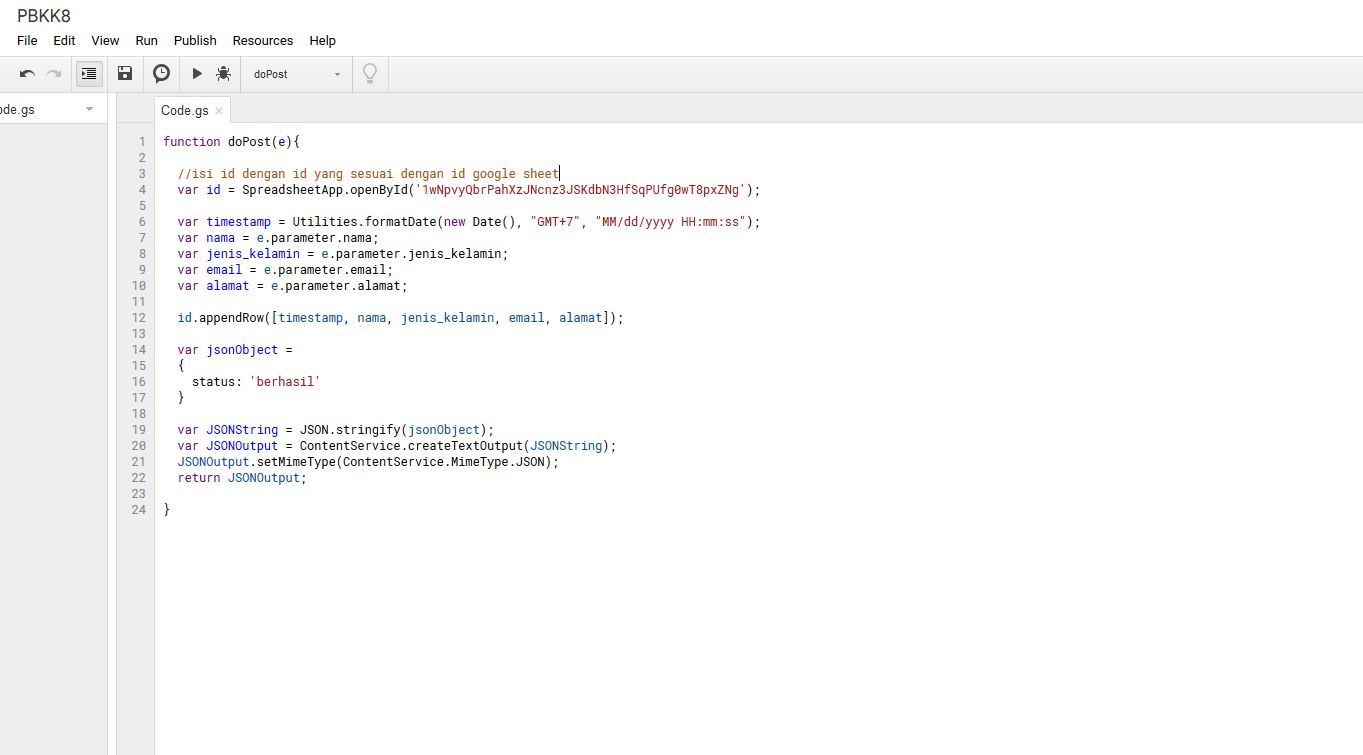 PBKK8
File Edit View Run Publish Resources Help
doPost
ode.gs
Code.gs
1 function doPost(e){
2
3 //isi id dengan id yang sesuai dengan id google sheet
4 var id = SpreadsheetApp.openById('1wNpvyQbrPahXzJNcnz3JSKdbN3HfSqPUfg0wT8pxZNg');
5
6 var timestamp = Utilities.formatDate(new Date(), "GMT+7", "MM/dd/yyyy HH:mm:ss");
7 var nama = e.parameter.nama;
8 var jenis_kelamin = e.parameter.jenis_kelamin;
9 var email = e.parameter.email;
10 var alamat = e.parameter.alamat;
11
12 id.appendRow([timestamp, nama, jenis_kelamin, email, alamat]);
13
14 var jsonObject =
15 {
16 status: 'berhasil'
17 }
18
19 var JSONString = JSON.stringify(jsonObject);
20 var JSONOutput = ContentService.createTextOutput(JSONString);
21 JSONOutput.setMimeType(ContentService.MimeType.JSON);
22 return JSONOutput;
23
24 }